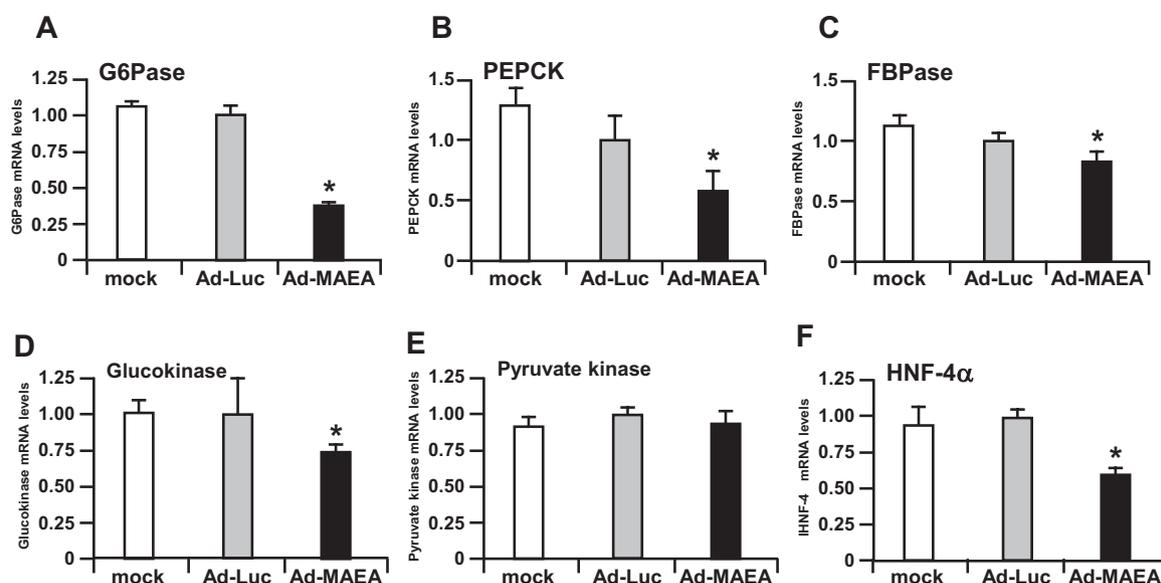 A
G6Pase
G6Pase mRNA levels
1.25
1.00
0.75
0.50
0.25
0
*
mock Ad-Luc Ad-MAEA
B
PEPCK
PEPCK mRNA levels
1.5
1.0
0.5
0
*
mock Ad-Luc Ad-MAEA
C
FBPase
FBPase mRNA levels
1.5
1.0
0.5
0
*
mock Ad-Luc Ad-MAEA
D
Glucokinase
Glucokinase mRNA levels
1.25
1.00
0.75
0.50
0.25
0
*
mock Ad-Luc Ad-MAEA
E
Pyruvate kinase
Pyruvate kinase mRNA levels
1.25
1.00
0.75
0.50
0.25
0
mock Ad-Luc Ad-MAEA
F
HNF-4α
IHNF-4 mRNA levels
1.25
1.00
0.75
0.50
0.25
0
*
mock Ad-Luc Ad-MAEA